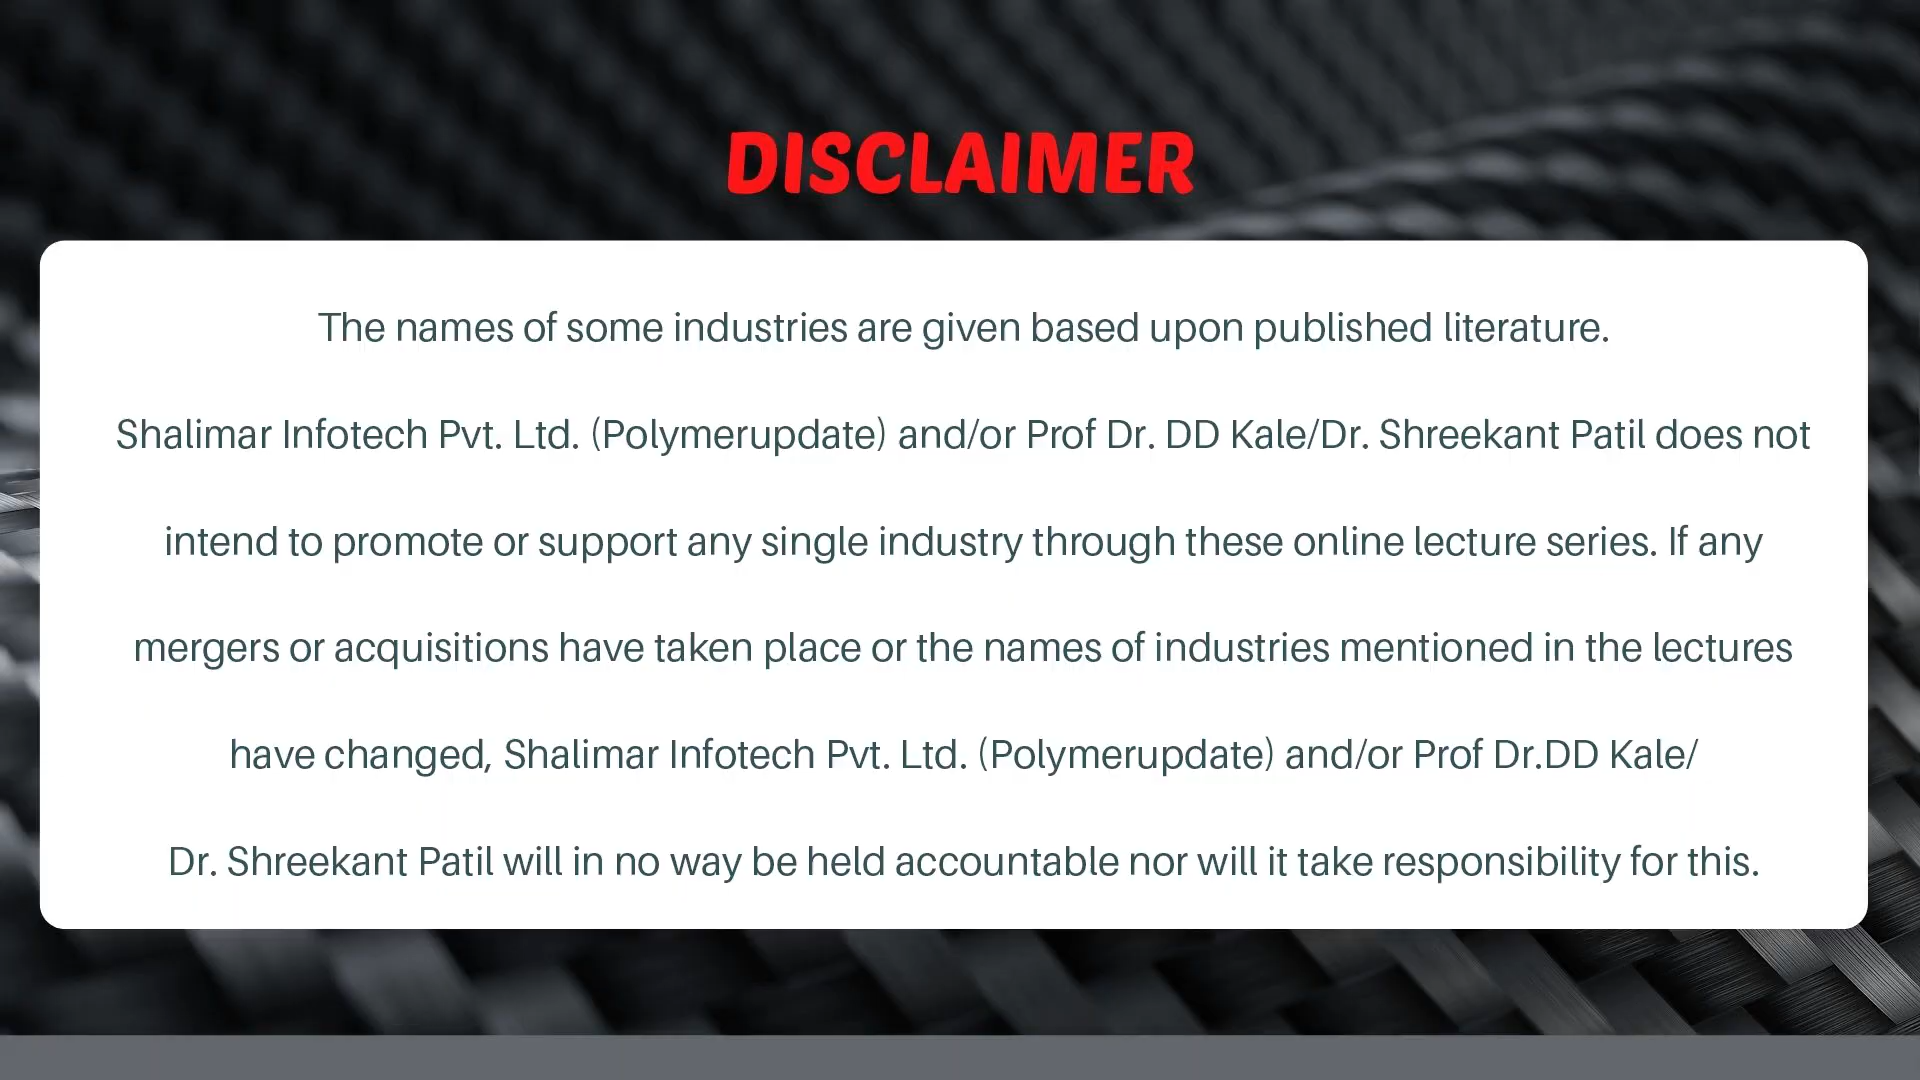 DISCLAIMER
The names of some industries are given based upon published literature.
Shalimar Infotech Pvt. Ltd. (Polymerupdate) and/or Prof Dr. DD Kale/Dr. Shreekant Patil does not
intend to promote or support any single industry through these online lecture series. If any
mergers or acquisitions have taken place or the names of industries mentioned in the lectures
have changed, Shalimar Infotech Pvt. Ltd. (Polymerupdate) and/or Prof Dr.DD Kale/
Dr. Shreekant Patil will in no way be held accountable nor will it take responsibility for this.